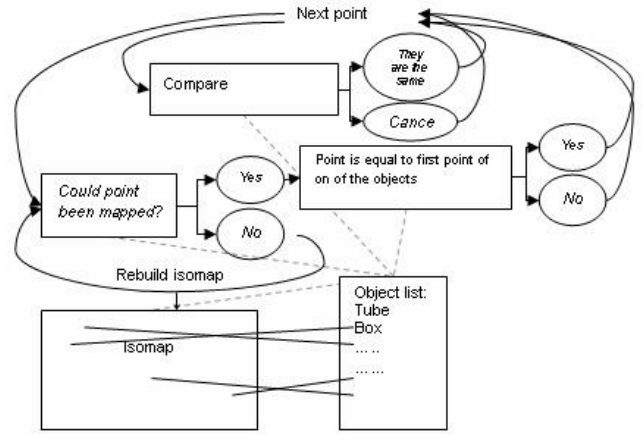 Next point
Compare
They
are the
same
Cance
Could point
been mapped?
Yes
No
Point is equal to first point of
on of the objects
Yes
No
Rebuild isomap
Isomap
Object list:
Tube
Box
.....
......